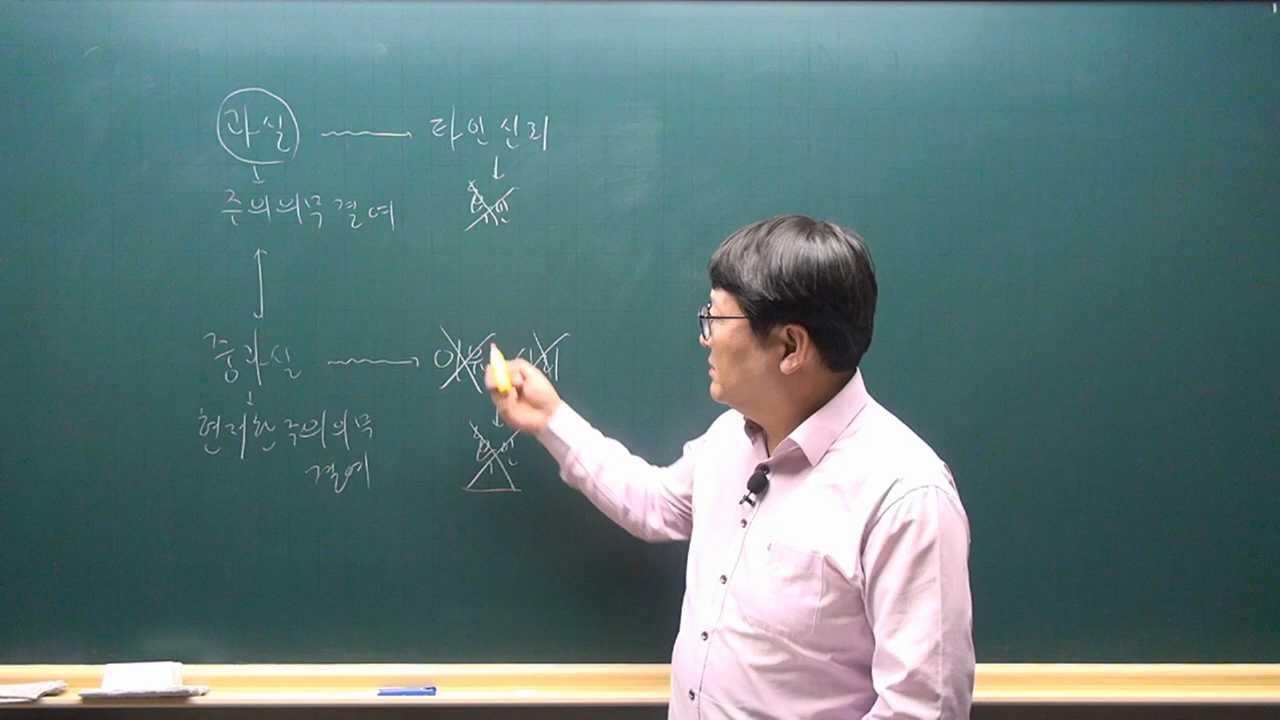 과실 → 타인신뢰
↓ ↓
주의의무결여
↕
중과실 →
↓ ↓
현저한 주의의무
결여